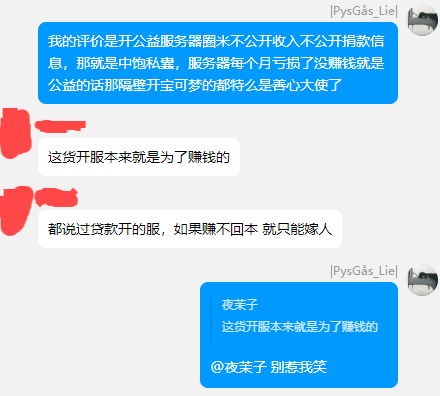 |PysGås_Lie|
我的评价是开公益服务器圈米不公开收入不公开捐款信
息，那就是中饱私囊，服务器每个月亏损了没赚钱就是
公益的话那隔壁开宝可梦的都特么是善心大使了
这货开服本来就是为了赚钱的
都说过贷款开的服，如果赚不回本 就只能嫁人
|PysGås_Lie|
夜茉子
这货开服本来就是为了赚钱的
@夜茉子 别惹我笑